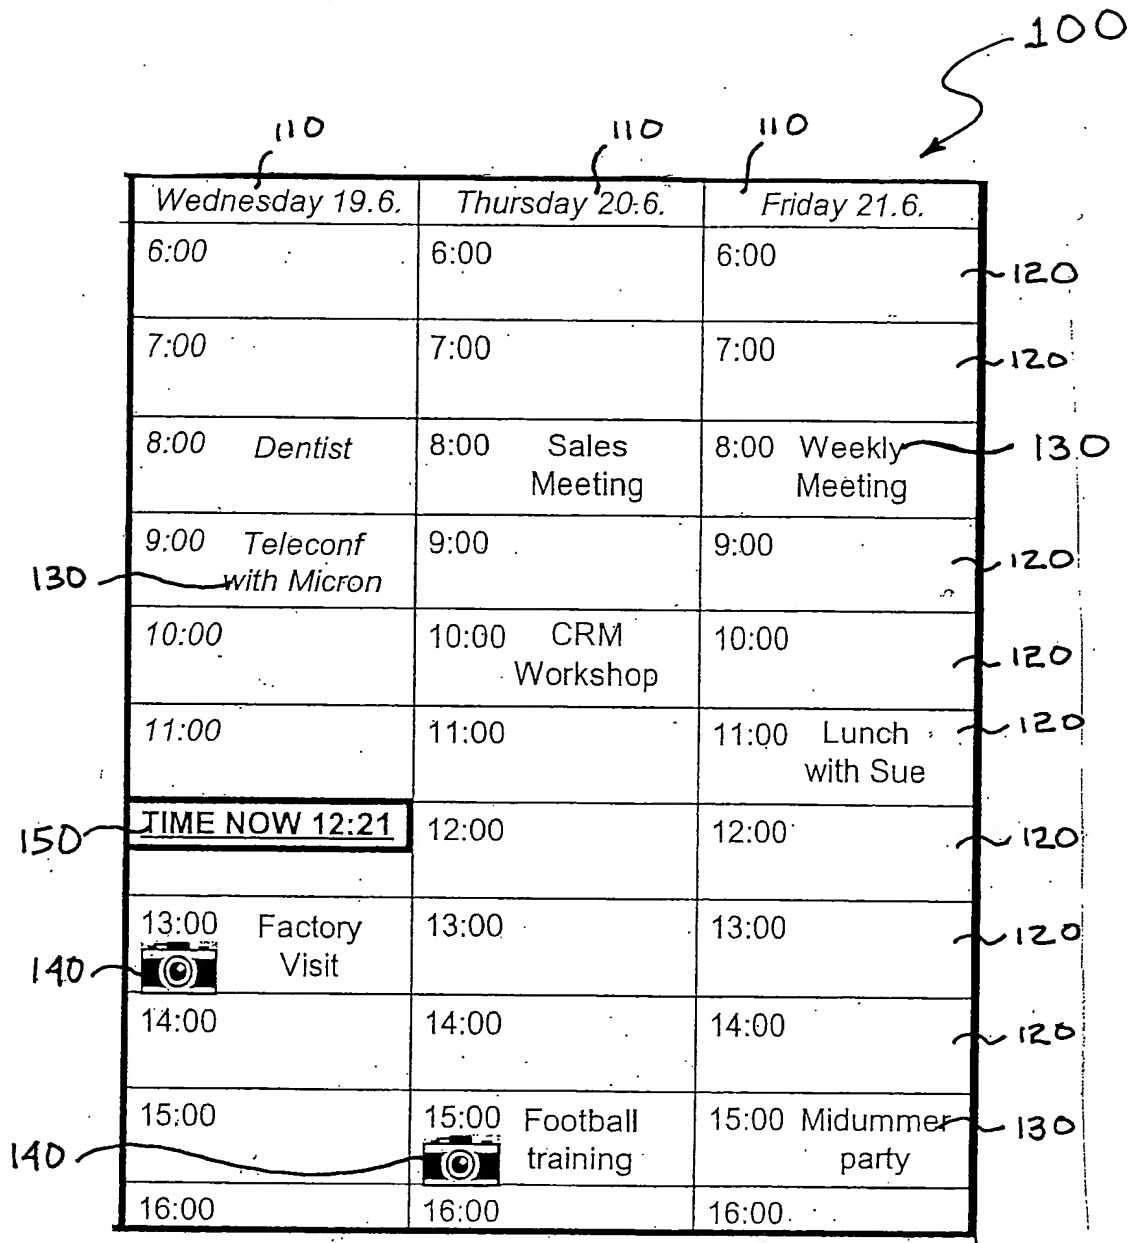 100
110 110 110
Wednesday 19.6. Thursday 20.6. Friday 21.6.
6:00 6:00 6:00 120
7:00 7:00 7:00 120
8:00 Dentist 8:00 Sales 8:00 Weekly 130
Meeting Meeting
9:00 Teleconf 9:00 9:00 120
130 with Micron
10:00 10:00 CRM 10:00 120
Workshop
11:00 11:00 11:00 Lunch 120
with Sue
150 TIME NOW 12:21 12:00 12:00 120
13:00 Factory 13:00 13:00 120
140 Visit
14:00 14:00 14:00 120
15:00 15:00 Football 15:00 Midummer 130
140 training party
16:00 16:00 16:00